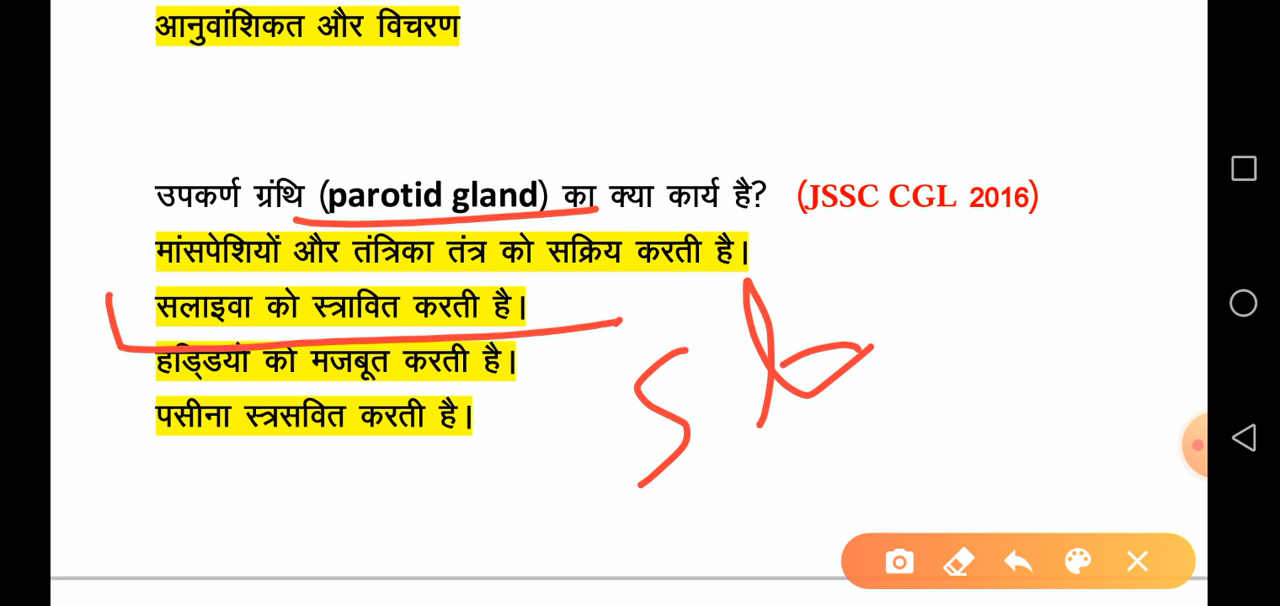 आनुवांशिकत और विचरण
उपकर्ण ग्रंथि (parotid gland) का क्या कार्य है? (JSSC CGL 2016)
मांसपेशियों और तंत्रिका तंत्र को सक्रिय करती है।
सलाइवा को स्त्रावित करती है।
हड्डियों को मजबूत करती है।
पसीना स्त्रसवित करती है।